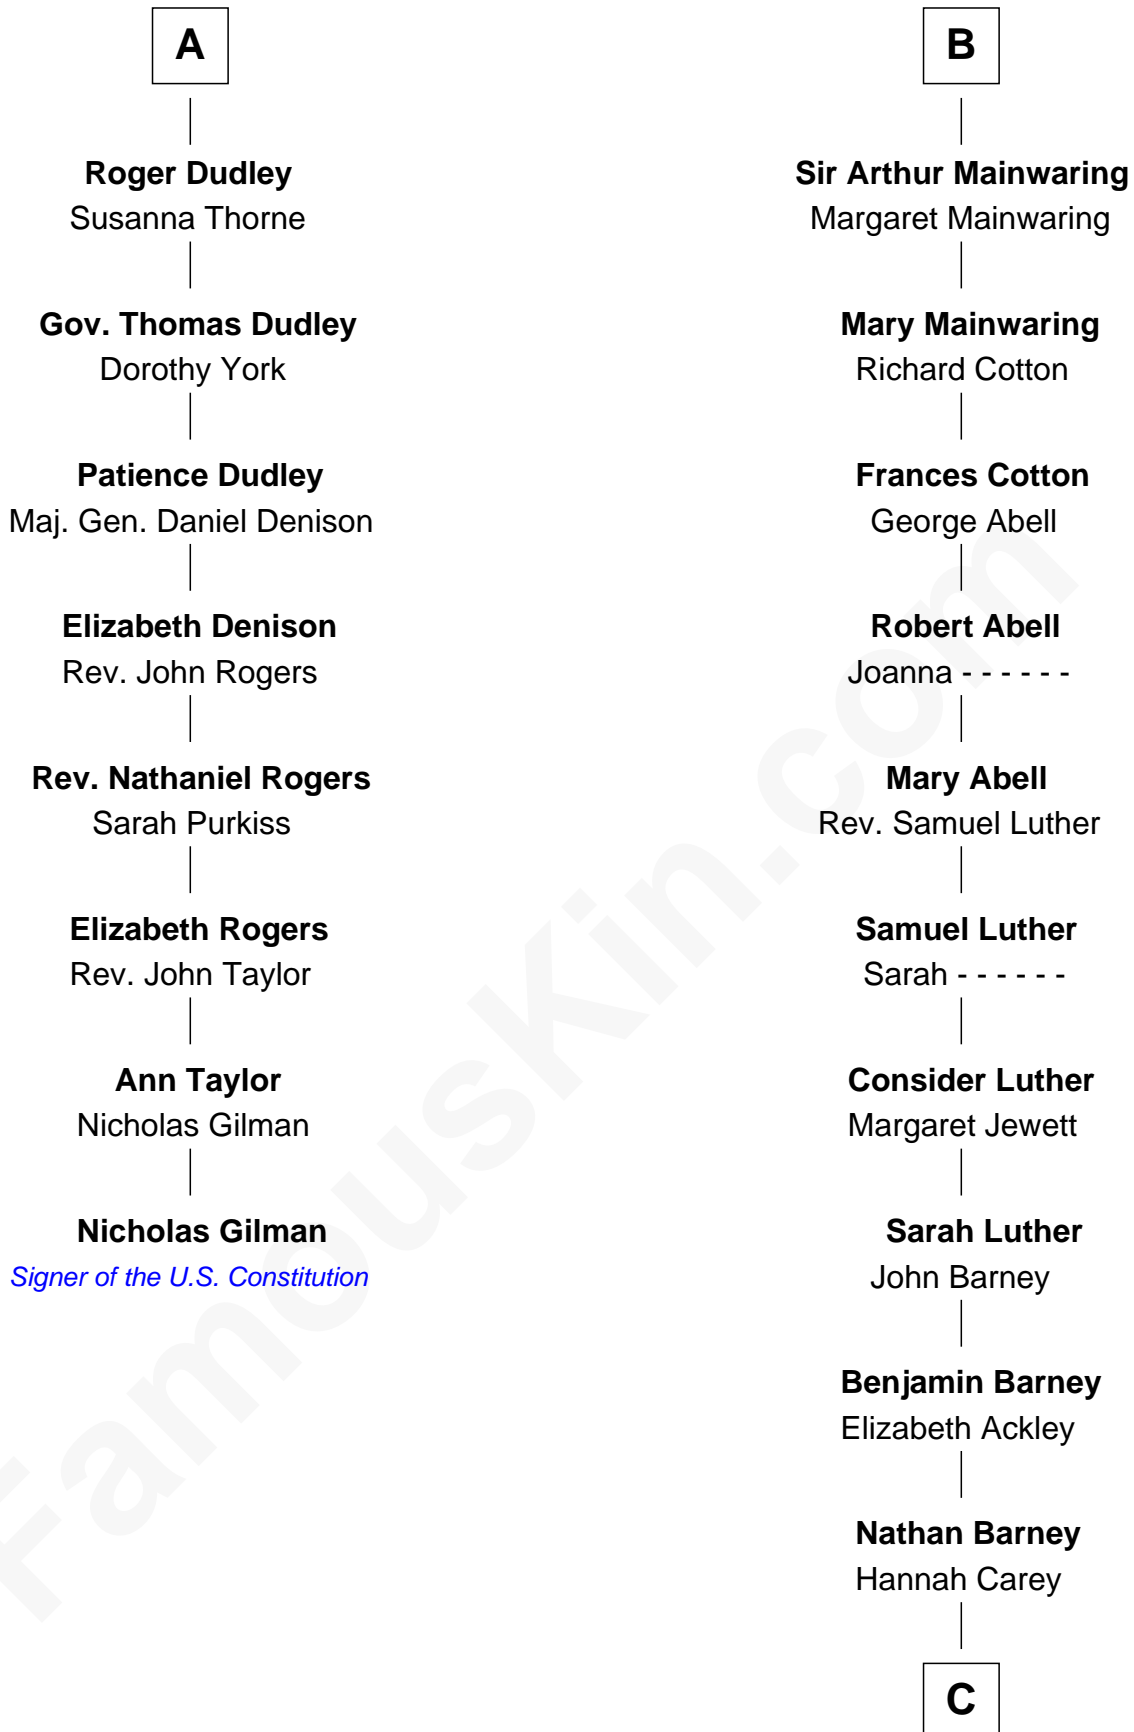 A
Roger Dudley
Susanna Thorne
Gov. Thomas Dudley
Dorothy York
Patience Dudley
Maj. Gen. Daniel Denison
Elizabeth Denison
Rev. John Rogers
Rev. Nathaniel Rogers
Sarah Purkiss
Elizabeth Rogers
Rev. John Taylor
Ann Taylor
Nicholas Gilman
Nicholas Gilman
Signer of the U.S. Constitution
B
Sir Arthur Mainwaring
Margaret Mainwaring
Mary Mainwaring
Richard Cotton
Frances Cotton
George Abell
Robert Abell
Joanna - - - - - -
Mary Abell
Rev. Samuel Luther
Samuel Luther
Sarah - - - - - -
Consider Luther
Margaret Jewett
Sarah Luther
John Barney
Benjamin Barney
Elizabeth Ackley
Nathan Barney
Hannah Carey
C
FamousKin.com